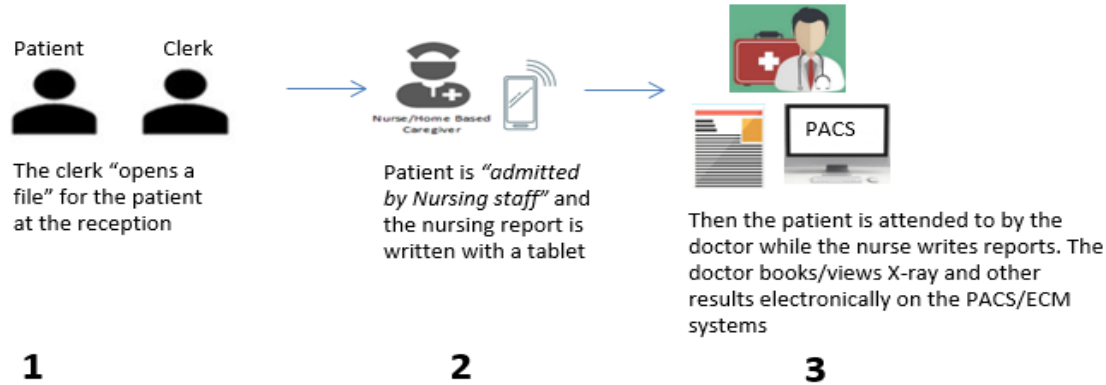 Patient
Clerk
The clerk “opens a
file” for the patient
at the reception
1
Nurse/Home Based
Caregiver
Patient is “admitted
by Nursing staff” and
the nursing report is
written with a tablet
2
PACS
Then the patient is attended to by the
doctor while the nurse writes reports. The
doctor books/views X-ray and other
results electronically on the PACS/ECM
systems
3